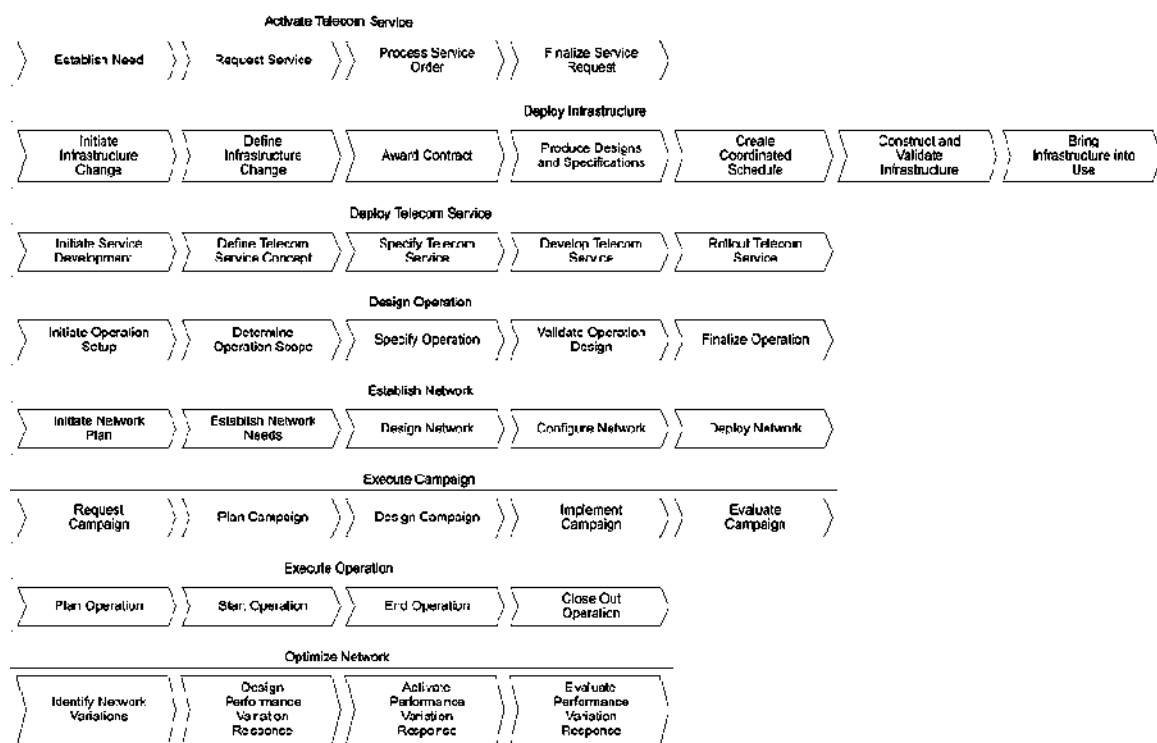 Activate Telecom Service
Establish Need
Request Service
Process Service
Order
Finalize Service
Request
Deploy Infrastructure
Initiate
Infrastructure
Change
Define
Infrastructure
Change
Award Contract
Produce Designs
and Specifications
Create
Coordinated
Schedule
Construct and
Validate
Infrastructure
Bring
Infrastructure into
Use
Deploy Telecom Service
Initiate Service
Development
Define Telecom
Service Concept
Specify Telecom
Service
Develop Telecom
Service
Rollout Telecom
Service
Design Operation
Initiate Operation
Setup
Determine
Operation Scope
Specify Operation
Validate Operation
Design
Finalize Operation
Establish Network
Initiate Network
Plan
Establish Network
Needs
Design Network
Configure Network
Deploy Network
Execute Campaign
Request
Campaign
Plan Campaign
Design Campaign
Implement
Campaign
Evaluate
Campaign
Execute Operation
Plan Operation
Start Operation
End Operation
Close Out
Operation
Optimize Network
Identify Network
Variations
Design
Performance
Variation
Response
Activate
Performance
Variation
Response
Evaluate
Performance
Variation
Response